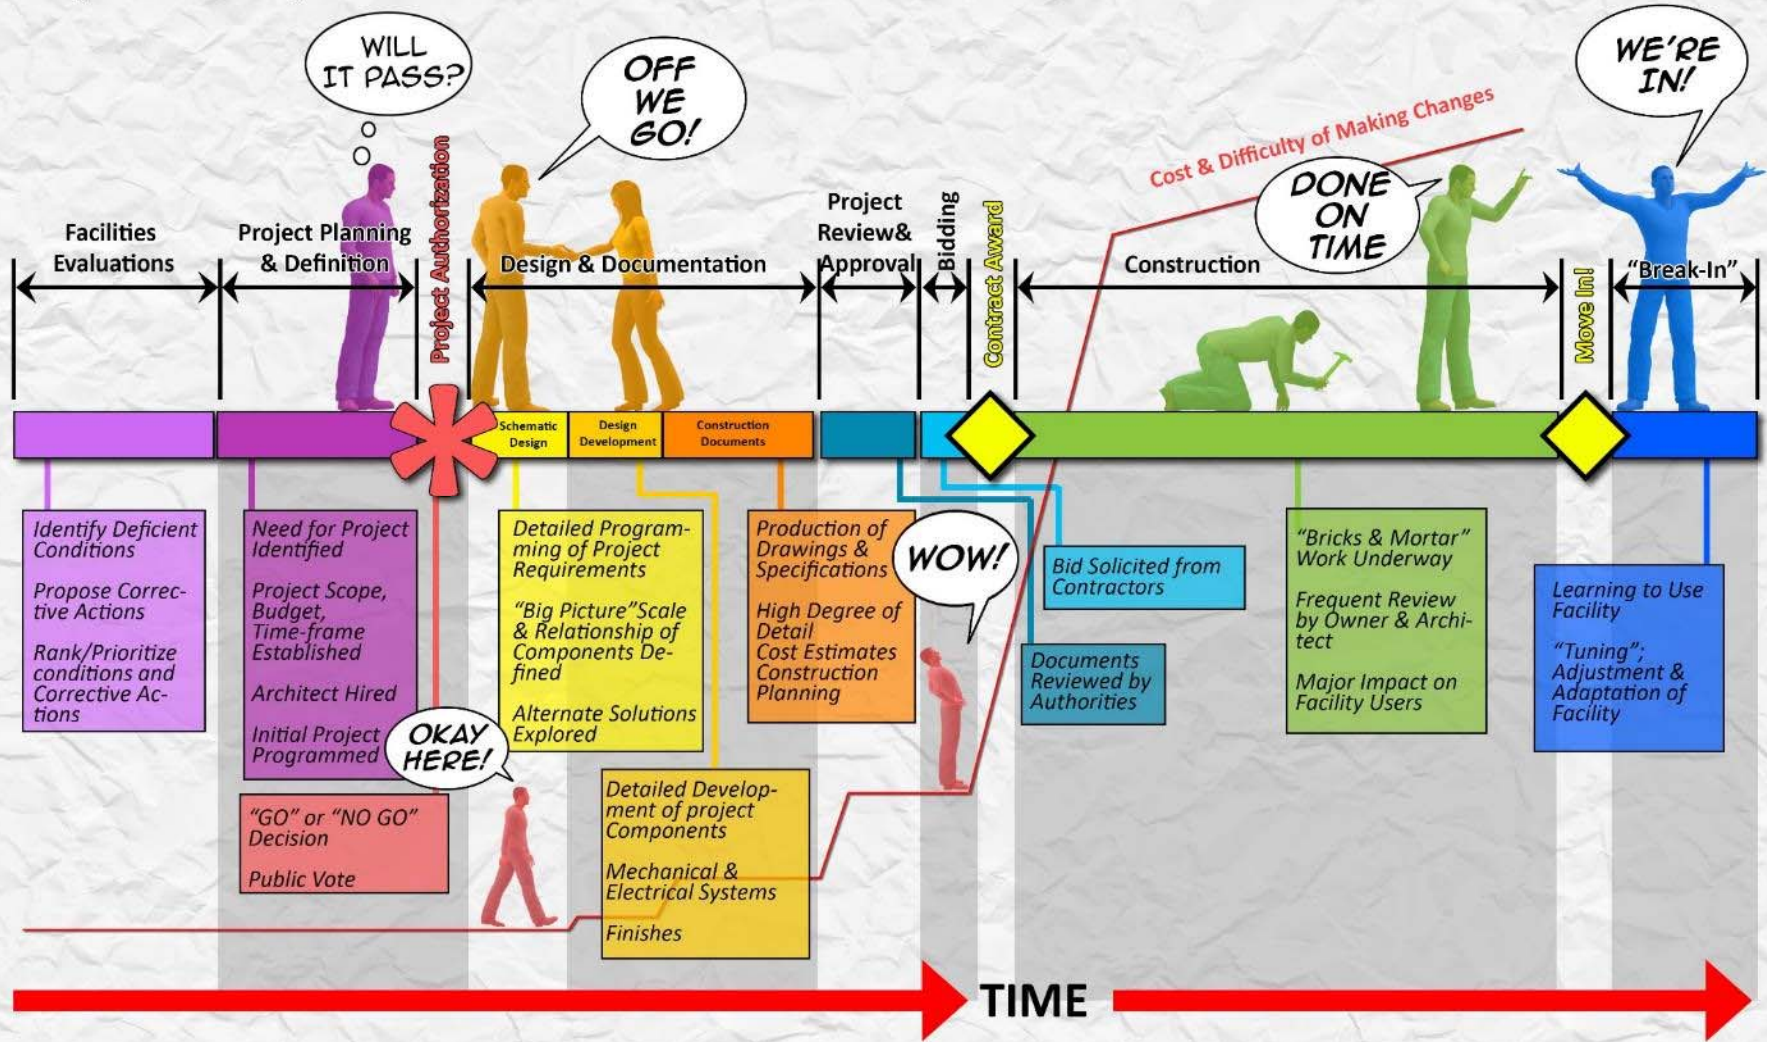 WILL
IT PASS?
OFF
WE
GO!
WE'RE
IN!
Cost & Difficulty of Making Changes
DONE
ON
TIME
Facilities
Evaluations
Project Planning
& Definition
Project Authorization
Design & Documentation
Project
Review&
Approval
Bidding
Contract Award
Construction
Move In!
“Break-In”
Schematic
Design
Design
Development
Construction
Documents
Identify Deficient
Conditions
Propose Correc-
tive Actions
Rank/Prioritize
conditions and
Corrective Ac-
tions
Need for Project
Identified
Project Scope,
Budget,
Time-frame
Established
Architect Hired
Initial Project
Programmed
“GO” or “NO GO”
Decision
Public Vote
OKAY
HERE!
Detailed Program-
ming of Project
Requirements
“Big Picture”Scale
& Relationship of
Components De-
fined
Alternate Solutions
Explored
Detailed Develop-
ment of project
Components
Mechanical &
Electrical Systems
Finishes
Production of
Drawings &
Specifications
High Degree of
Detail
Cost Estimates
Construction
Planning
WOW!
Bid Solicited from
Contractors
Documents
Reviewed by
Authorities
“Bricks & Mortar”
Work Underway
Frequent Review
by Owner & Archi-
tect
Major Impact on
Facility Users
Learning to Use
Facility
“Tuning”;
Adjustment &
Adaptation of
Facility
TIME